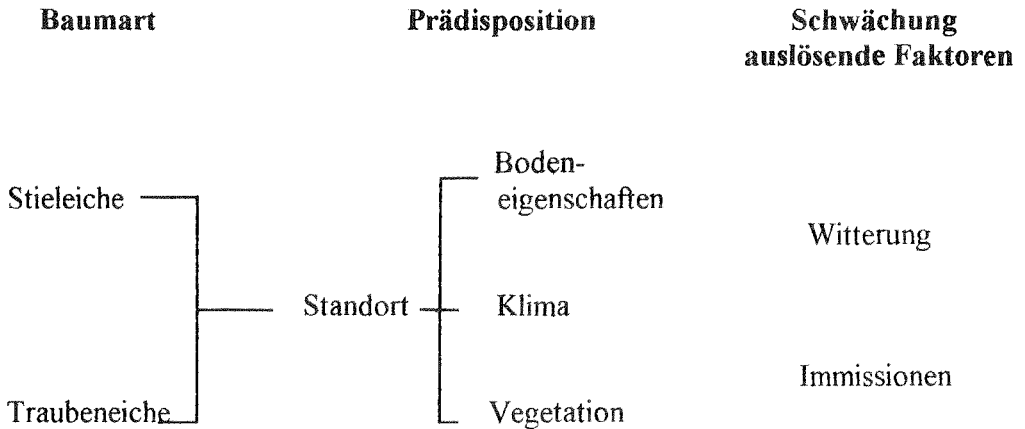 Baumart
Prädisposition
Schwächung
auslösende Faktoren
Stieleiche
Traubeneiche
Standort
Boden-
eigenschaften
Klima
Vegetation
Witterung
Immissionen